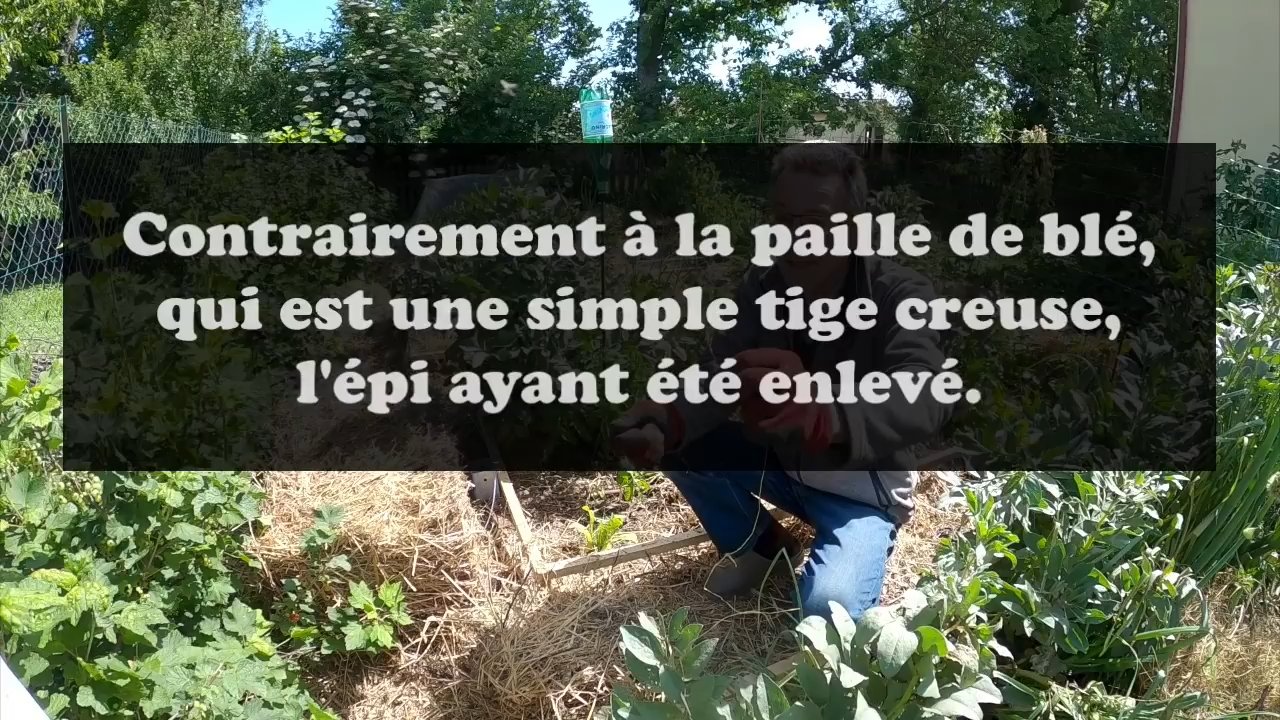 Contrairement à la paille de blé,
qui est une simple tige creuse,
l'épi ayant été enlevé.